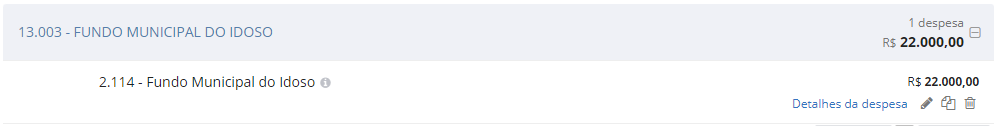 13.003 - FUNDO MUNICIPAL DO IDOSO
1 despesa
R$ 22.000,00
2.114 - Fundo Municipal do Idoso
R$ 22.000,00
Detalhes da despesa